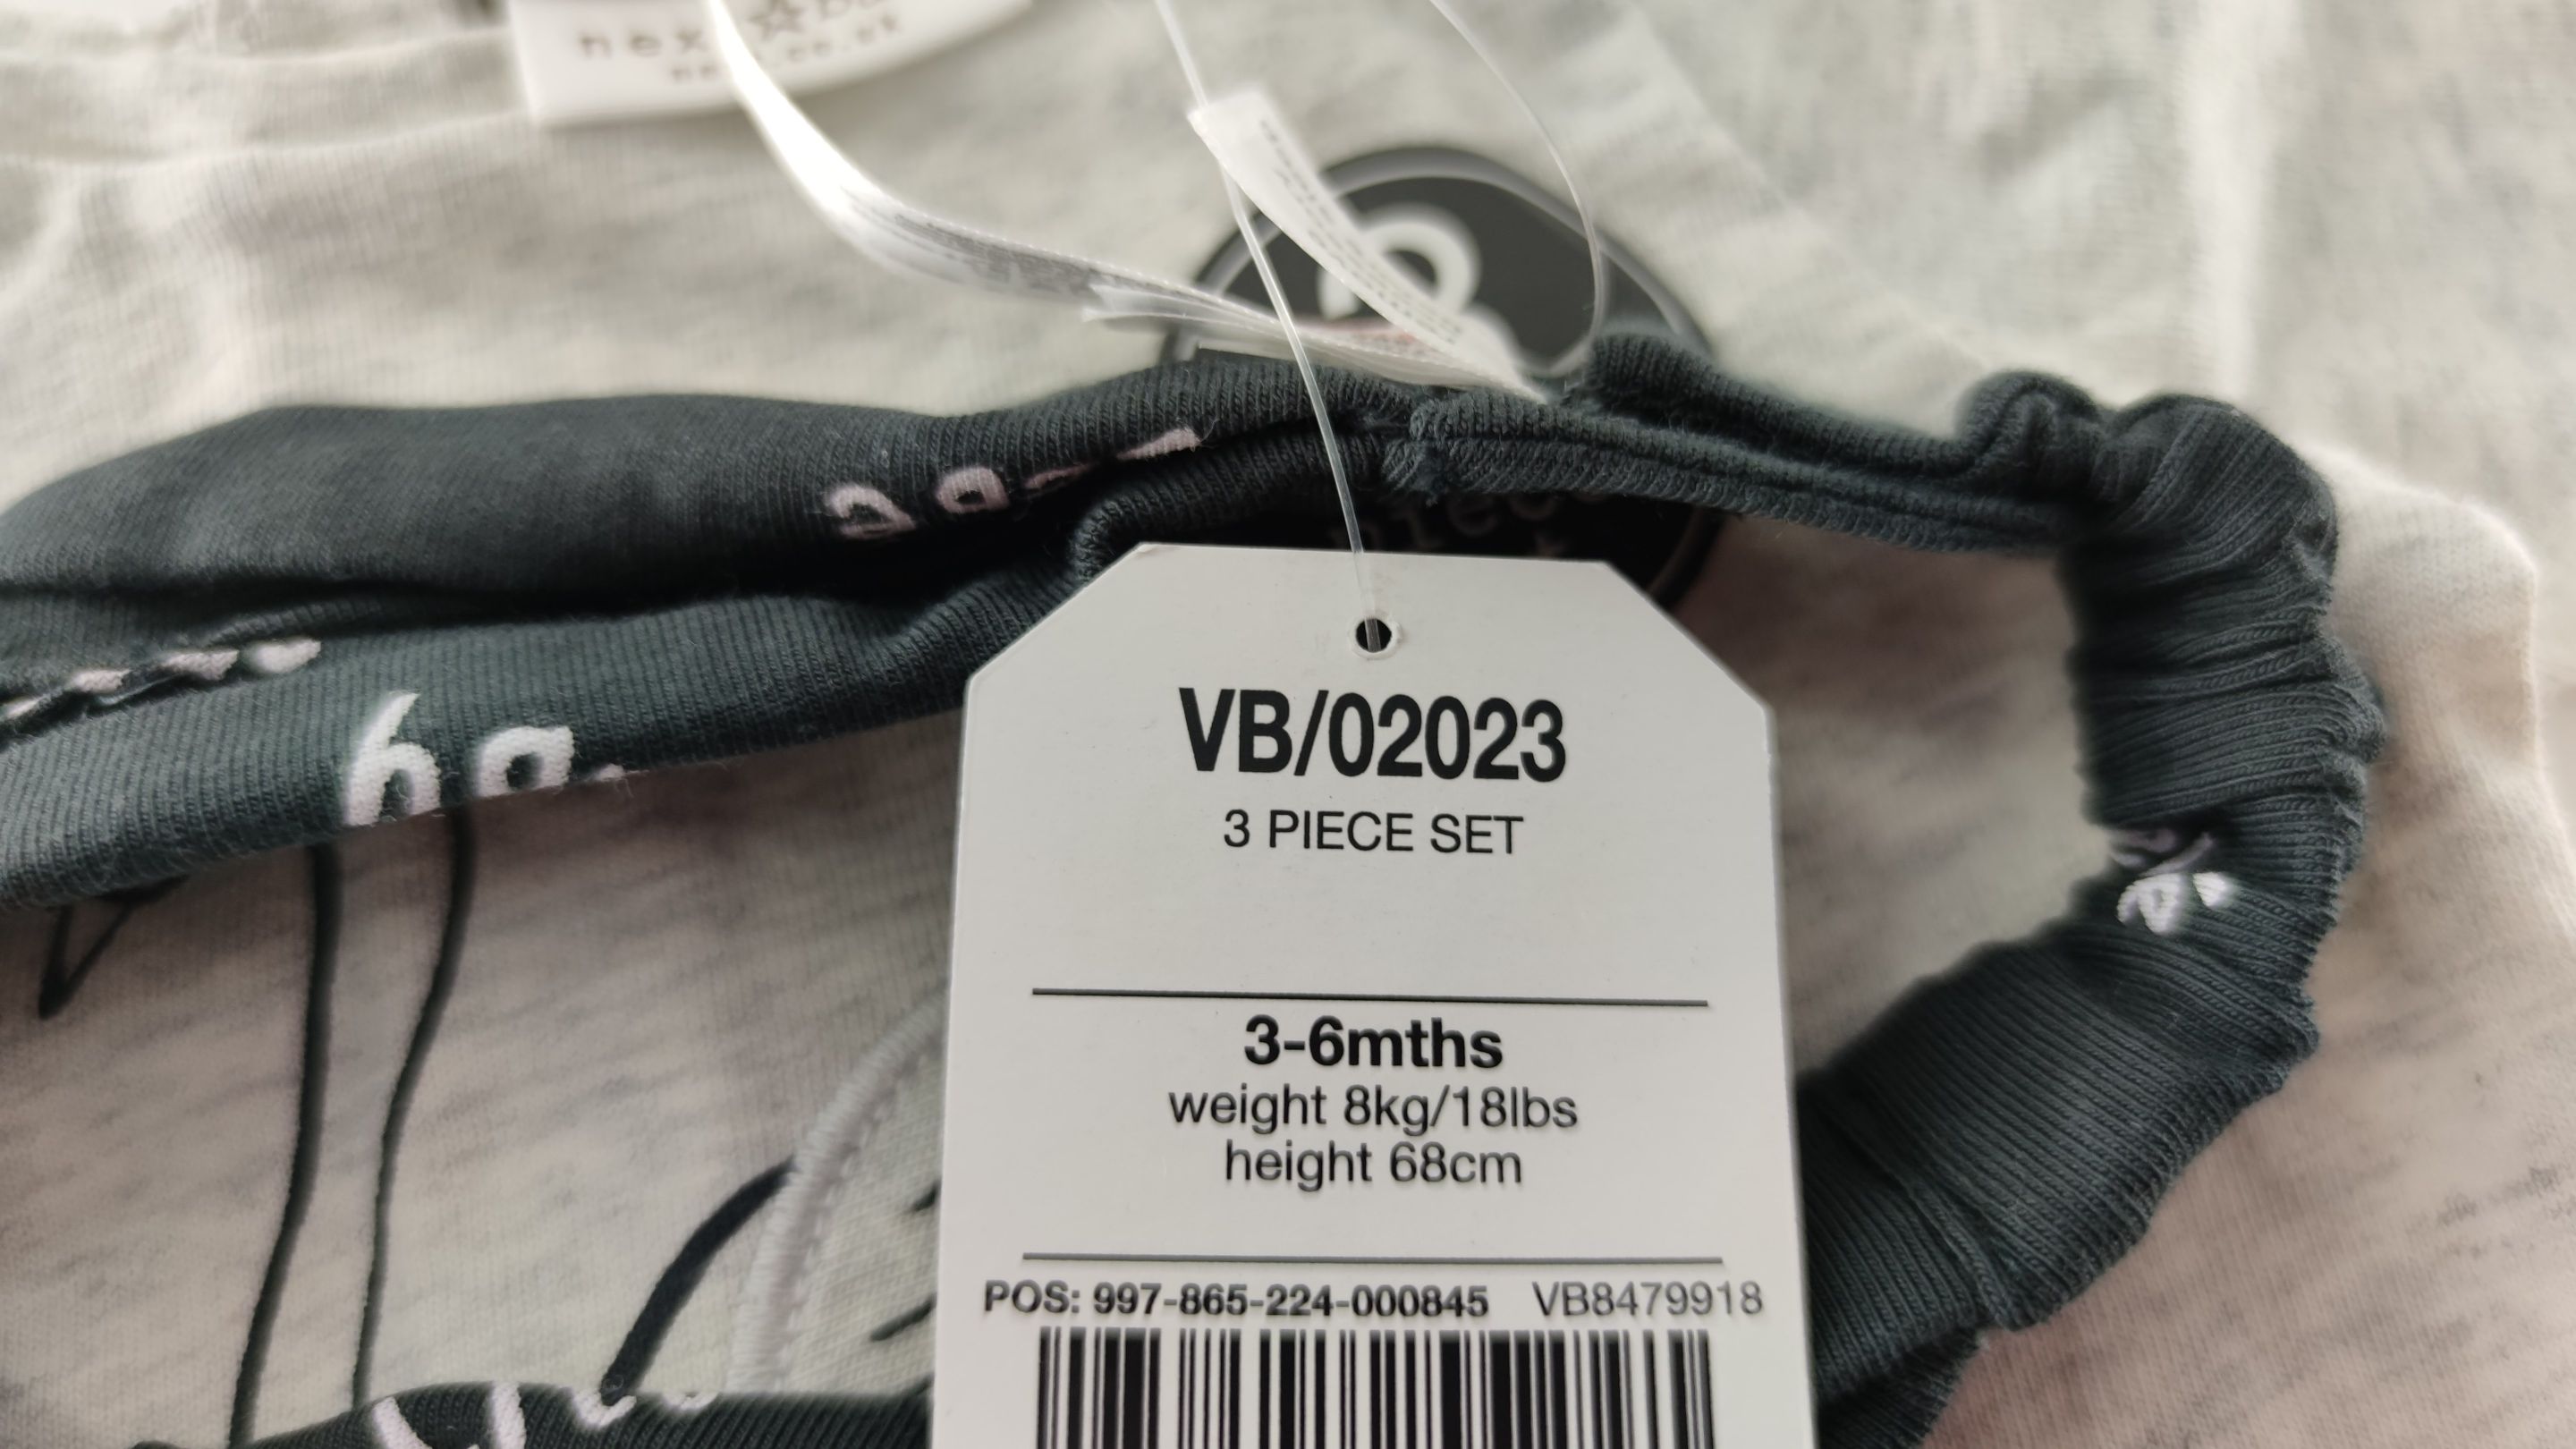 VB/02023
3 PIECE SET
3-6mths
weight 8kg/18lbs
height 68cm
POS: 997-865-224-000845 VB8479918